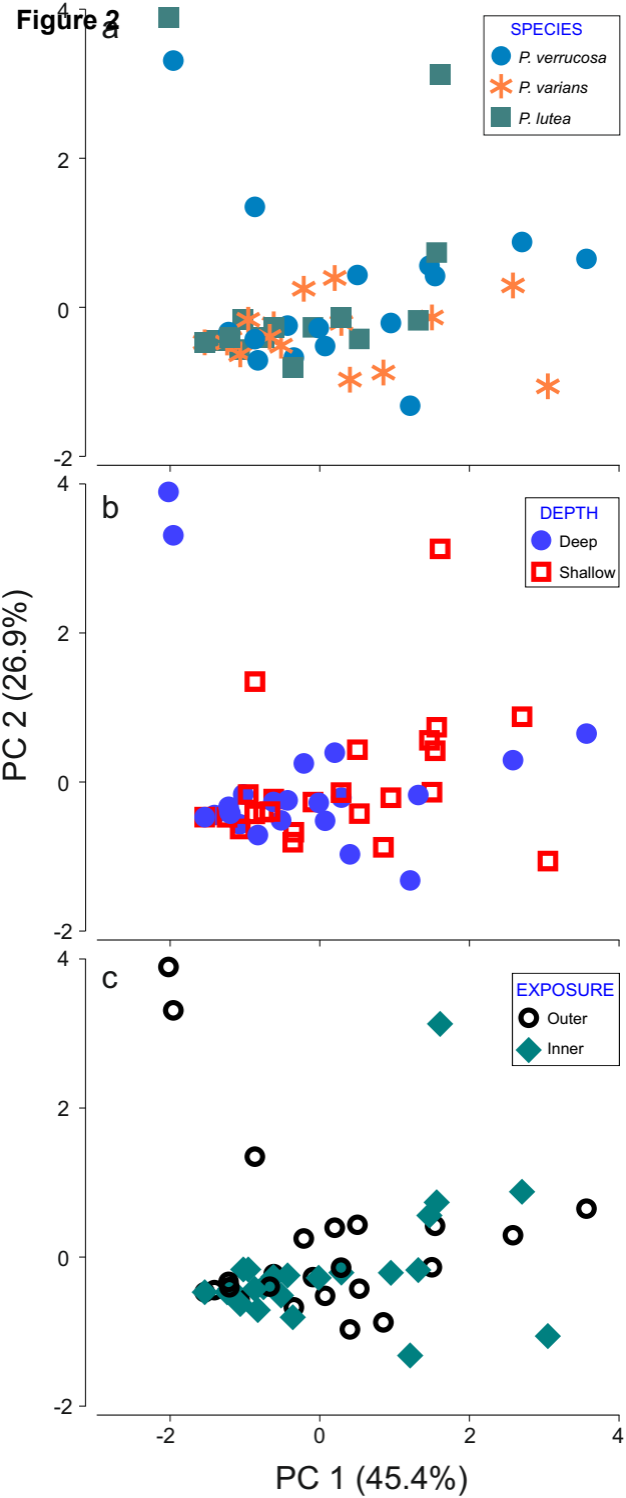 Figure 2
a
4
2
0
-2
SPECIES
P. verrucosa
P. varians
P. lutea
b
4
2
0
-2
DEPTH
Deep
Shallow
PC 2 (26.9%)
c
4
2
0
-2
EXPOSURE
Outer
Inner
-2 0 2 4
PC 1 (45.4%)